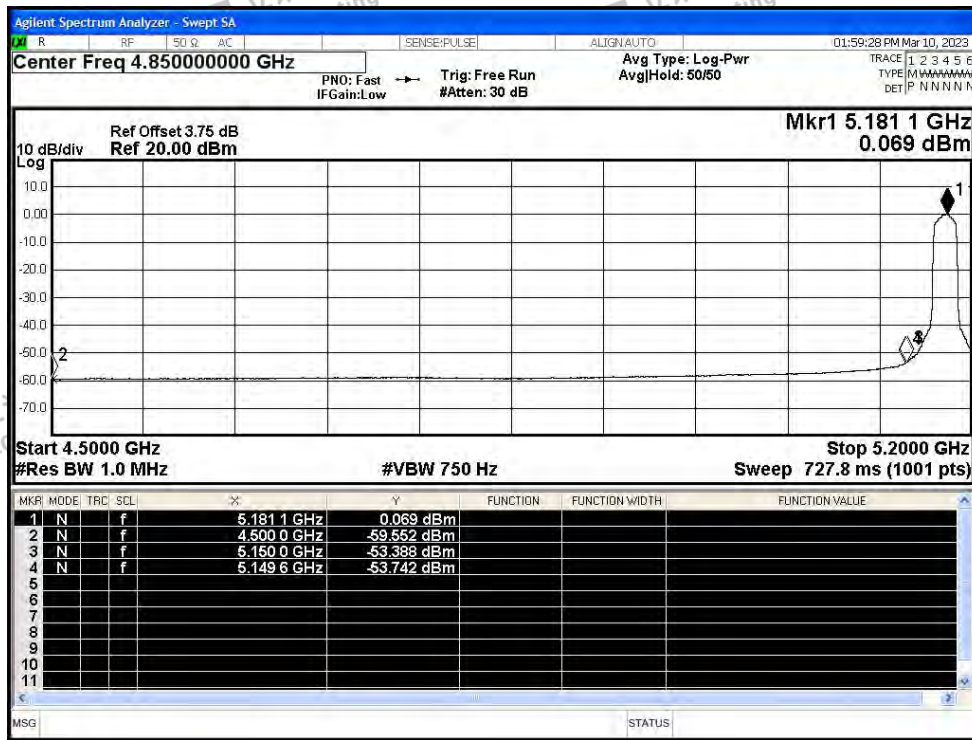 Agilent Spectrum Analyzer - Swept SA
R RF 50 Ω AC SENSE:PULSE ALIGNAUTO 01:59:28 PM Mar 10, 2023
Center Freq 4.850000000 GHz
PNO: Fast Trig: Free Run Avg Type: Log-Pwr TRACE 1 2 3 4 5 6
IFGain:Low #Atten: 30 dB Avg|Hold: 50/50 TYPE M
DET P N N N N N
Ref Offset 3.75 dB Mkr1 5.181 1 GHz
10 dB/div Ref 20.00 dBm 0.069 dBm
Log
10.0
0.00
-10.0
-20.0
-30.0
-40.0
-50.0
-60.0
-70.0
1
2
Start 4.5000 GHz Stop 5.2000 GHz
#Res BW 1.0 MHz #VBW 750 Hz Sweep 727.8 ms (1001 pts)
MKR MODE TRC SCL X Y FUNCTION FUNCTION WIDTH FUNCTION VALUE
1 N f 5.181 1 GHz 0.069 dBm
2 N f 4.500 0 GHz -59.552 dBm
3 N f 5.150 0 GHz -53.388 dBm
4 N f 5.149 6 GHz -53.742 dBm
5
6
7
8
9
10
11
MSG STATUS